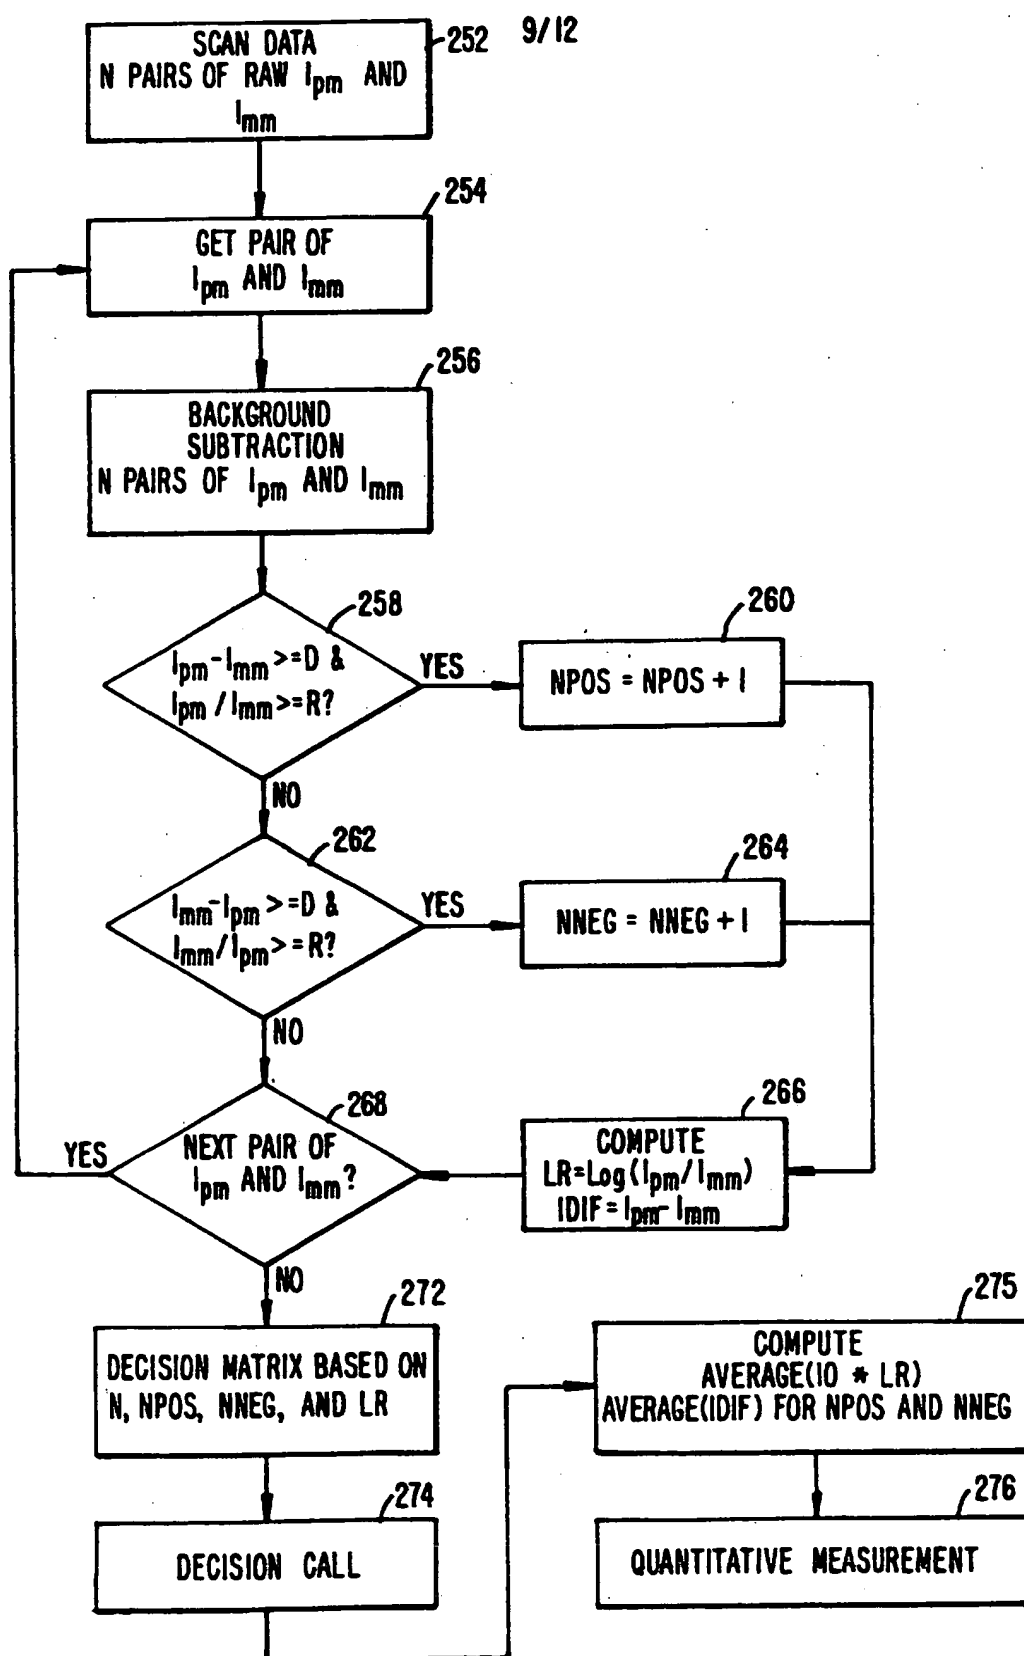 9/12
252
SCAN DATA
N PAIRS OF RAW Ipm AND
Imm
254
GET PAIR OF
Ipm AND Imm
256
BACKGROUND
SUBTRACTION
N PAIRS OF Ipm AND Imm
258
Ipm-Imm>=D &
Ipm/Imm>=R?
YES
260
NPOS = NPOS + 1
NO
262
Imm-Ipm>=D &
Imm/Ipm>=R?
YES
264
NNEG = NNEG + 1
NO
268
NEXT PAIR OF
Ipm AND Imm?
YES
266
COMPUTE
LR=Log(Ipm/Imm)
IDIF=Ipm-Imm
NO
272
DECISION MATRIX BASED ON
N, NPOS, NNEG, AND LR
274
DECISION CALL
275
COMPUTE
AVERAGE(10 * LR)
AVERAGE(IDIF) FOR NPOS AND NNEG
276
QUANTITATIVE MEASUREMENT